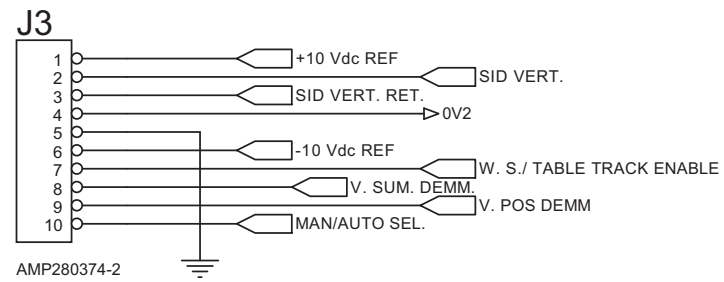 J3
1 +10 Vdc REF
2 SID VERT.
3 SID VERT. RET.
4 0V2
5
6 -10 Vdc REF
7 W. S./ TABLE TRACK ENABLE
8 V. SUM. DEMM.
9 V. POS DEMM
10 MAN/AUTO SEL.
AMP280374-2